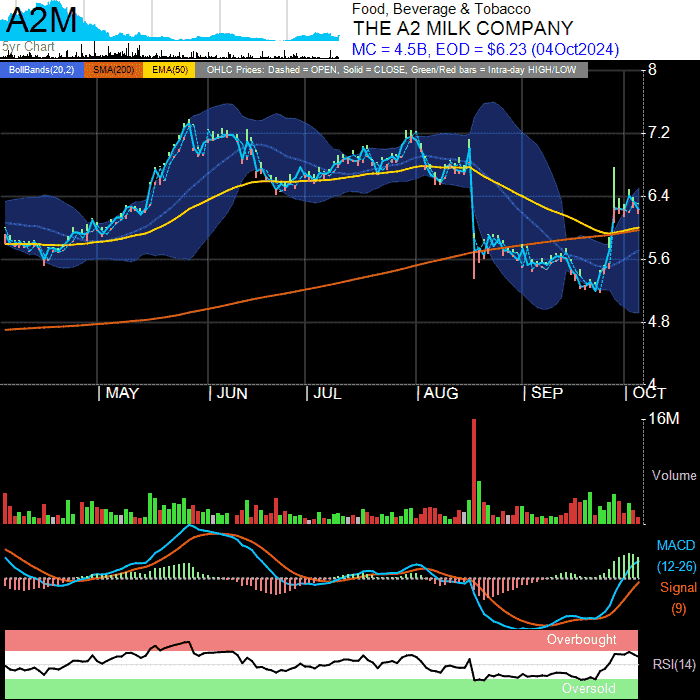 A2M
5yr Chart
Food, Beverage & Tobacco
THE A2 MILK COMPANY
MC = 4.5B, EOD = $6.23 (04Oct2024)
BollBands(20,2) SMA(200) EMA(50) OHLC Prices: Dashed = OPEN, Solid = CLOSE, Green/Red bars = Intra-day HIGH/LOW
8
7.2
6.4
5.6
4.8
4
MAY JUN JUL AUG SEP OCT
16M
Volume
MACD
(12-26)
Signal
(9)
Overbought
RSI(14)
Oversold